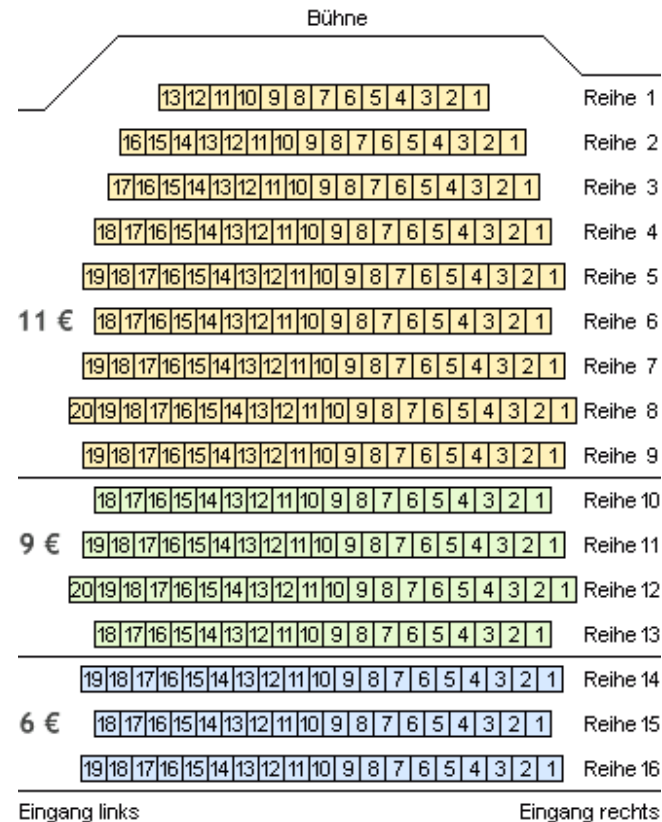 Bühne
13 12 11 10 9 8 7 6 5 4 3 2 1 Reihe 1
16 15 14 13 12 11 10 9 8 7 6 5 4 3 2 1 Reihe 2
17 16 15 14 13 12 11 10 9 8 7 6 5 4 3 2 1 Reihe 3
18 17 16 15 14 13 12 11 10 9 8 7 6 5 4 3 2 1 Reihe 4
19 18 17 16 15 14 13 12 11 10 9 8 7 6 5 4 3 2 1 Reihe 5
11 € 18 17 16 15 14 13 12 11 10 9 8 7 6 5 4 3 2 1 Reihe 6
19 18 17 16 15 14 13 12 11 10 9 8 7 6 5 4 3 2 1 Reihe 7
20 19 18 17 16 15 14 13 12 11 10 9 8 7 6 5 4 3 2 1 Reihe 8
19 18 17 16 15 14 13 12 11 10 9 8 7 6 5 4 3 2 1 Reihe 9
18 17 16 15 14 13 12 11 10 9 8 7 6 5 4 3 2 1 Reihe 10
9 € 19 18 17 16 15 14 13 12 11 10 9 8 7 6 5 4 3 2 1 Reihe 11
20 19 18 17 16 15 14 13 12 11 10 9 8 7 6 5 4 3 2 1 Reihe 12
18 17 16 15 14 13 12 11 10 9 8 7 6 5 4 3 2 1 Reihe 13
19 18 17 16 15 14 13 12 11 10 9 8 7 6 5 4 3 2 1 Reihe 14
6 € 18 17 16 15 14 13 12 11 10 9 8 7 6 5 4 3 2 1 Reihe 15
19 18 17 16 15 14 13 12 11 10 9 8 7 6 5 4 3 2 1 Reihe 16
Eingang links Eingang rechts